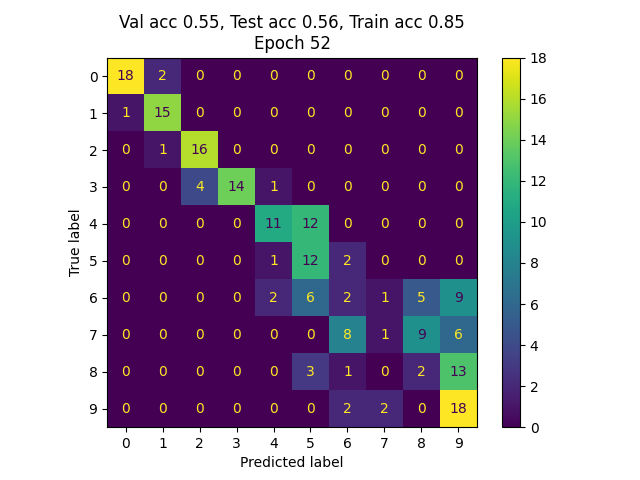 Val acc 0.55, Test acc 0.56, Train acc 0.85
Epoch 52
0 18 2 0 0 0 0 0 0 0 0
1 1 15 0 0 0 0 0 0 0 0
2 0 1 16 0 0 0 0 0 0 0
3 0 0 4 14 1 0 0 0 0 0
4 0 0 0 0 11 12 0 0 0 0
5 0 0 0 0 1 12 2 0 0 0
6 0 0 0 0 2 6 2 1 5 9
7 0 0 0 0 0 0 8 1 9 6
8 0 0 0 0 0 3 1 0 2 13
9 0 0 0 0 0 0 2 2 0 18
0 1 2 3 4 5 6 7 8 9
Predicted label
True label
18
16
14
12
10
8
6
4
2
0